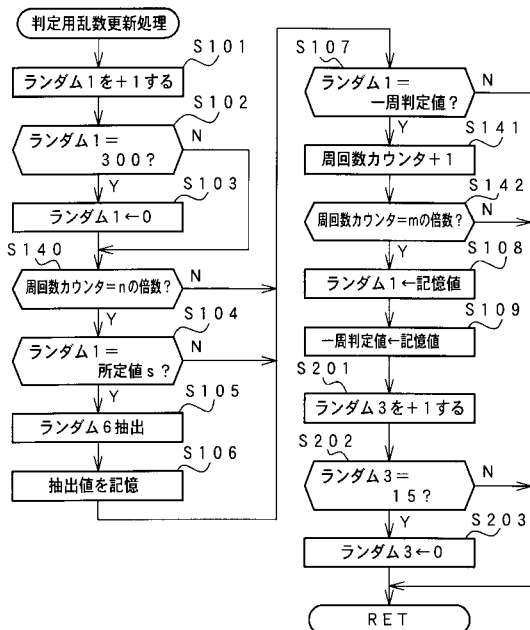 判定用乱数更新処理
S101
ランダム1を+1する
S102
ランダム1=
300?
N
Y
S103
ランダム1←0
S140
周回数カウンタ=nの倍数?
N
Y
S104
ランダム1=
所定値s?
N
Y
S105
ランダム6抽出
S106
抽出値を記憶
S107
ランダム1=
一周判定値?
N
Y
S141
周回数カウンタ+1
S142
周回数カウンタ=mの倍数?
N
Y
S108
ランダム1←記憶値
S109
一周判定値←記憶値
S201
ランダム3を+1する
S202
ランダム3=
15?
N
Y
S203
ランダム3←0
RET